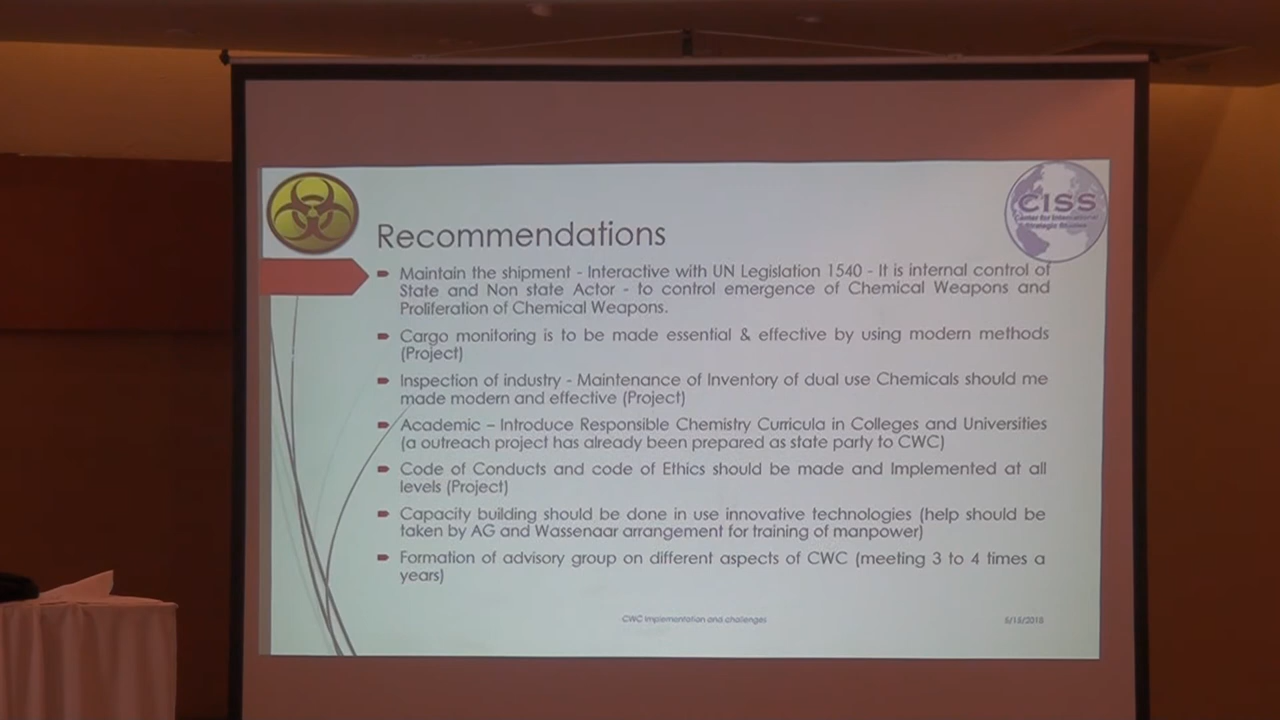 CISS
Center for International
Strategic Studies
Recommendations
Maintain the shipment - Interactive with UN Legislation 1540 - It is internal control of
State and Non state Actor - to control emergence of Chemical Weapons and
Proliferation of Chemical Weapons.
Cargo monitoring is to be made essential & effective by using modern methods
(Project)
Inspection of industry - Maintenance of Inventory of dual use Chemicals should me
made modern and effective (Project)
Academic – Introduce Responsible Chemistry Curricula in Colleges and Universities
(a outreach project has already been prepared as state party to CWC)
Code of Conducts and code of Ethics should be made and Implemented at all
levels (Project)
Capacity building should be done in use innovative technologies (help should be
taken by AG and Wassenaar arrangement for training of manpower)
Formation of advisory group on different aspects of CWC (meeting 3 to 4 times a
years)
CWC Implementation and challenges
/2018